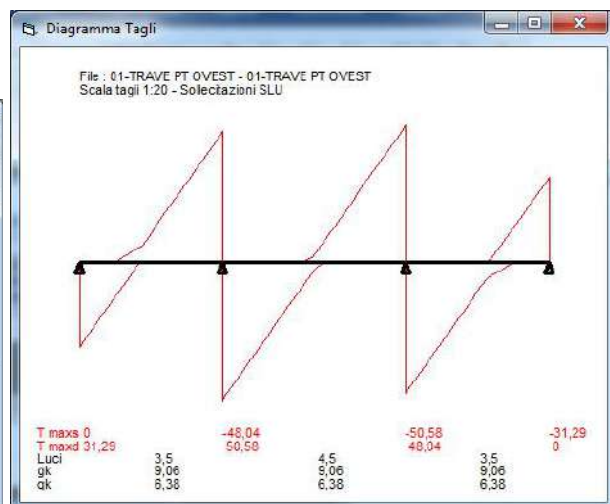 Diagramma Tagli
File : 01-TRAVE PT OVEST - 01-TRAVE PT OVEST
Scala tagli 1:20 - Sollecitazioni SLU
T maxs 0 -48,04 -50,58 -31,29
T maxd 31,29 50,58 48,04 0
Luci 3,5 4,5 3,5
gk 9,06 9,06 9,06
qk 6,38 6,38 6,38